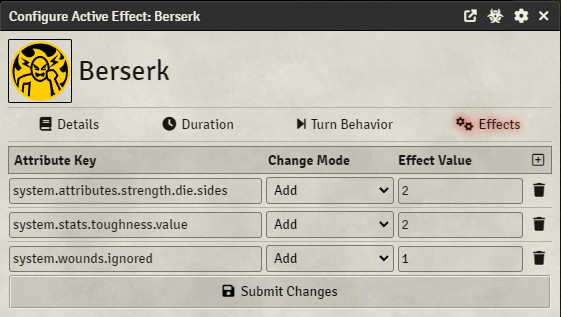 Configure Active Effect: Berserk
Berserk
Details Duration Turn Behavior Effects
Attribute Key Change Mode Effect Value
system.attributes.strength.die.sides Add 2
system.stats.toughness.value Add 2
system.wounds.ignored Add 1
Submit Changes